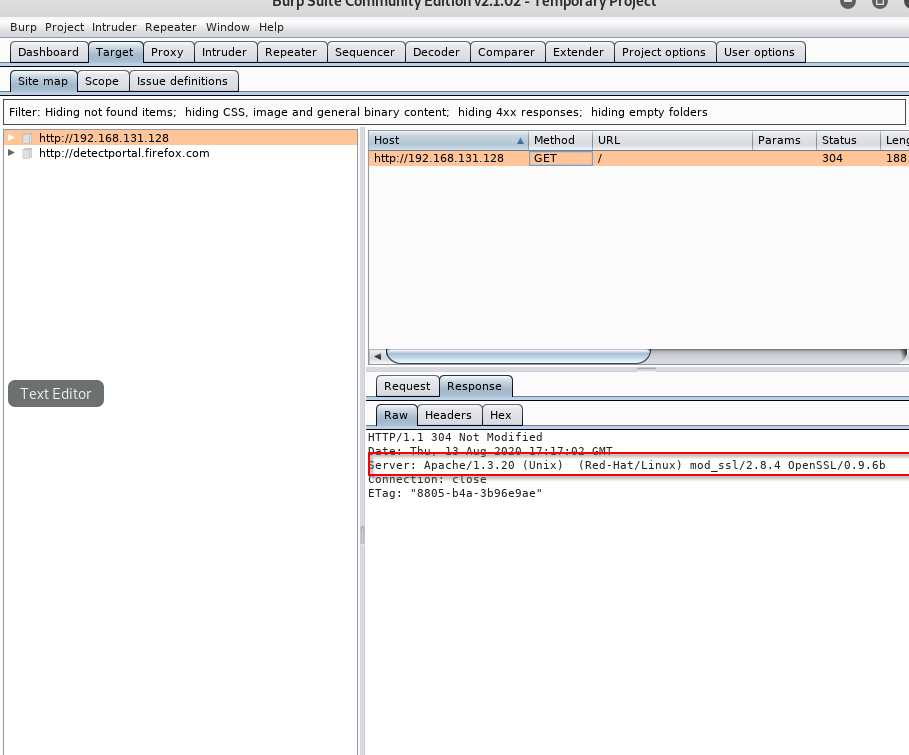 Burp Suite Community Edition v2.1.02 - Temporary Project
Burp Project Intruder Repeater Window Help
Dashboard Target Proxy Intruder Repeater Sequencer Decoder Comparer Extender Project options User options
Site map Scope Issue definitions
Filter: Hiding not found items; hiding CSS, image and general binary content; hiding 4xx responses; hiding empty folders
http://192.168.131.128
http://detectportal.firefox.com
Host Method URL Params Status Leng
http://192.168.131.128 GET / 304 188
Text Editor
Request Response
Raw Headers Hex
HTTP/1.1 304 Not Modified
Date: Thu, 13 Aug 2020 17:17:02 GMT
Server: Apache/1.3.20 (Unix)  (Red-Hat/Linux) mod_ssl/2.8.4 OpenSSL/0.9.6b
Connection: close
ETag: "8805-b4a-3b96e9ae"